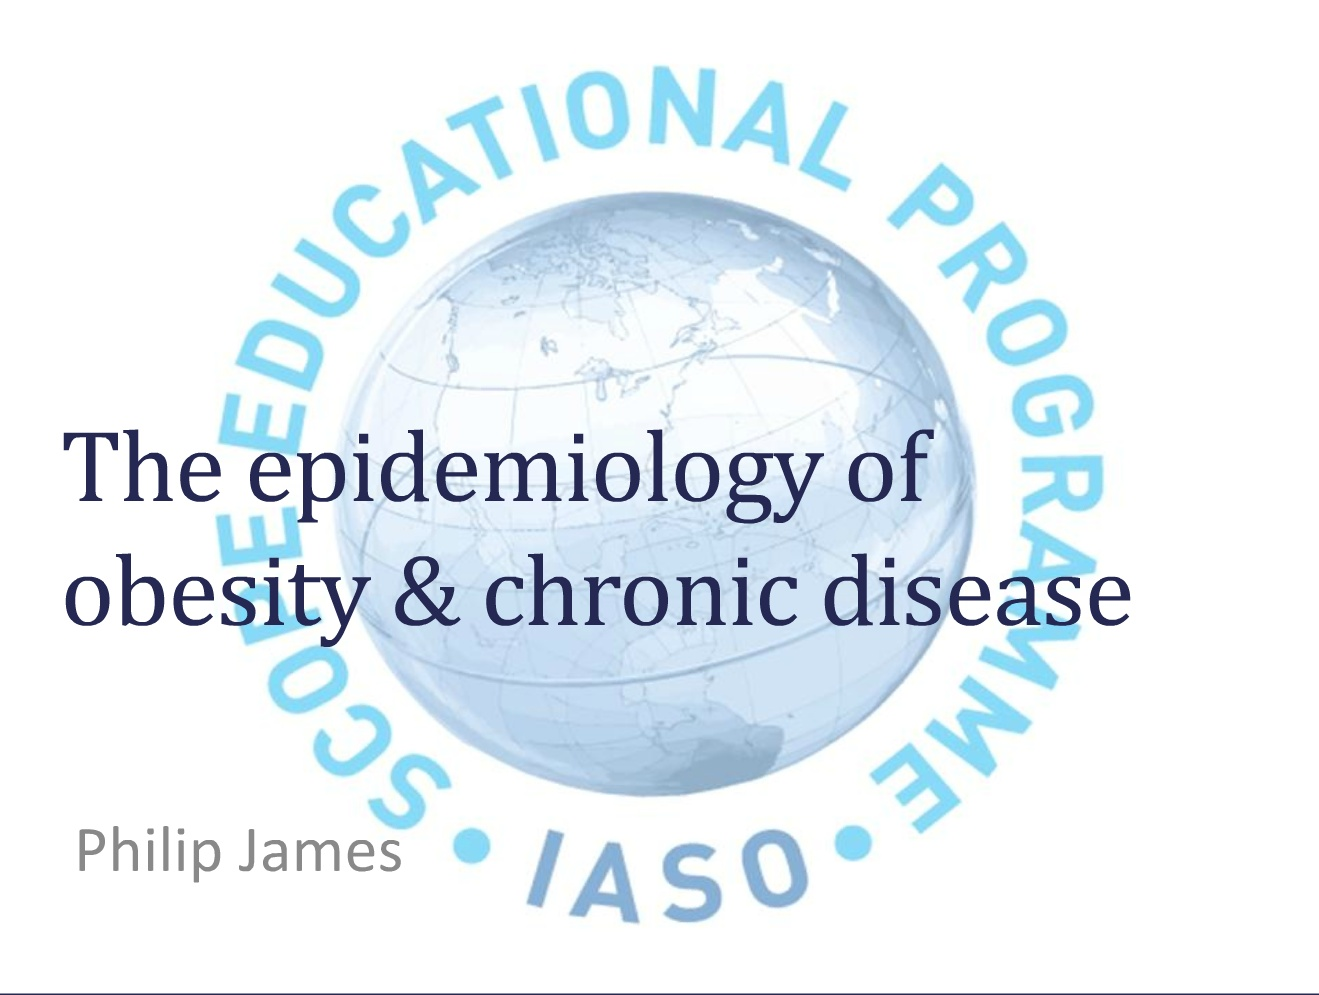 SCOPE EDUCATIONAL PROGRAMME
The epidemiology of
obesity & chronic disease
Philip James
• IASO •